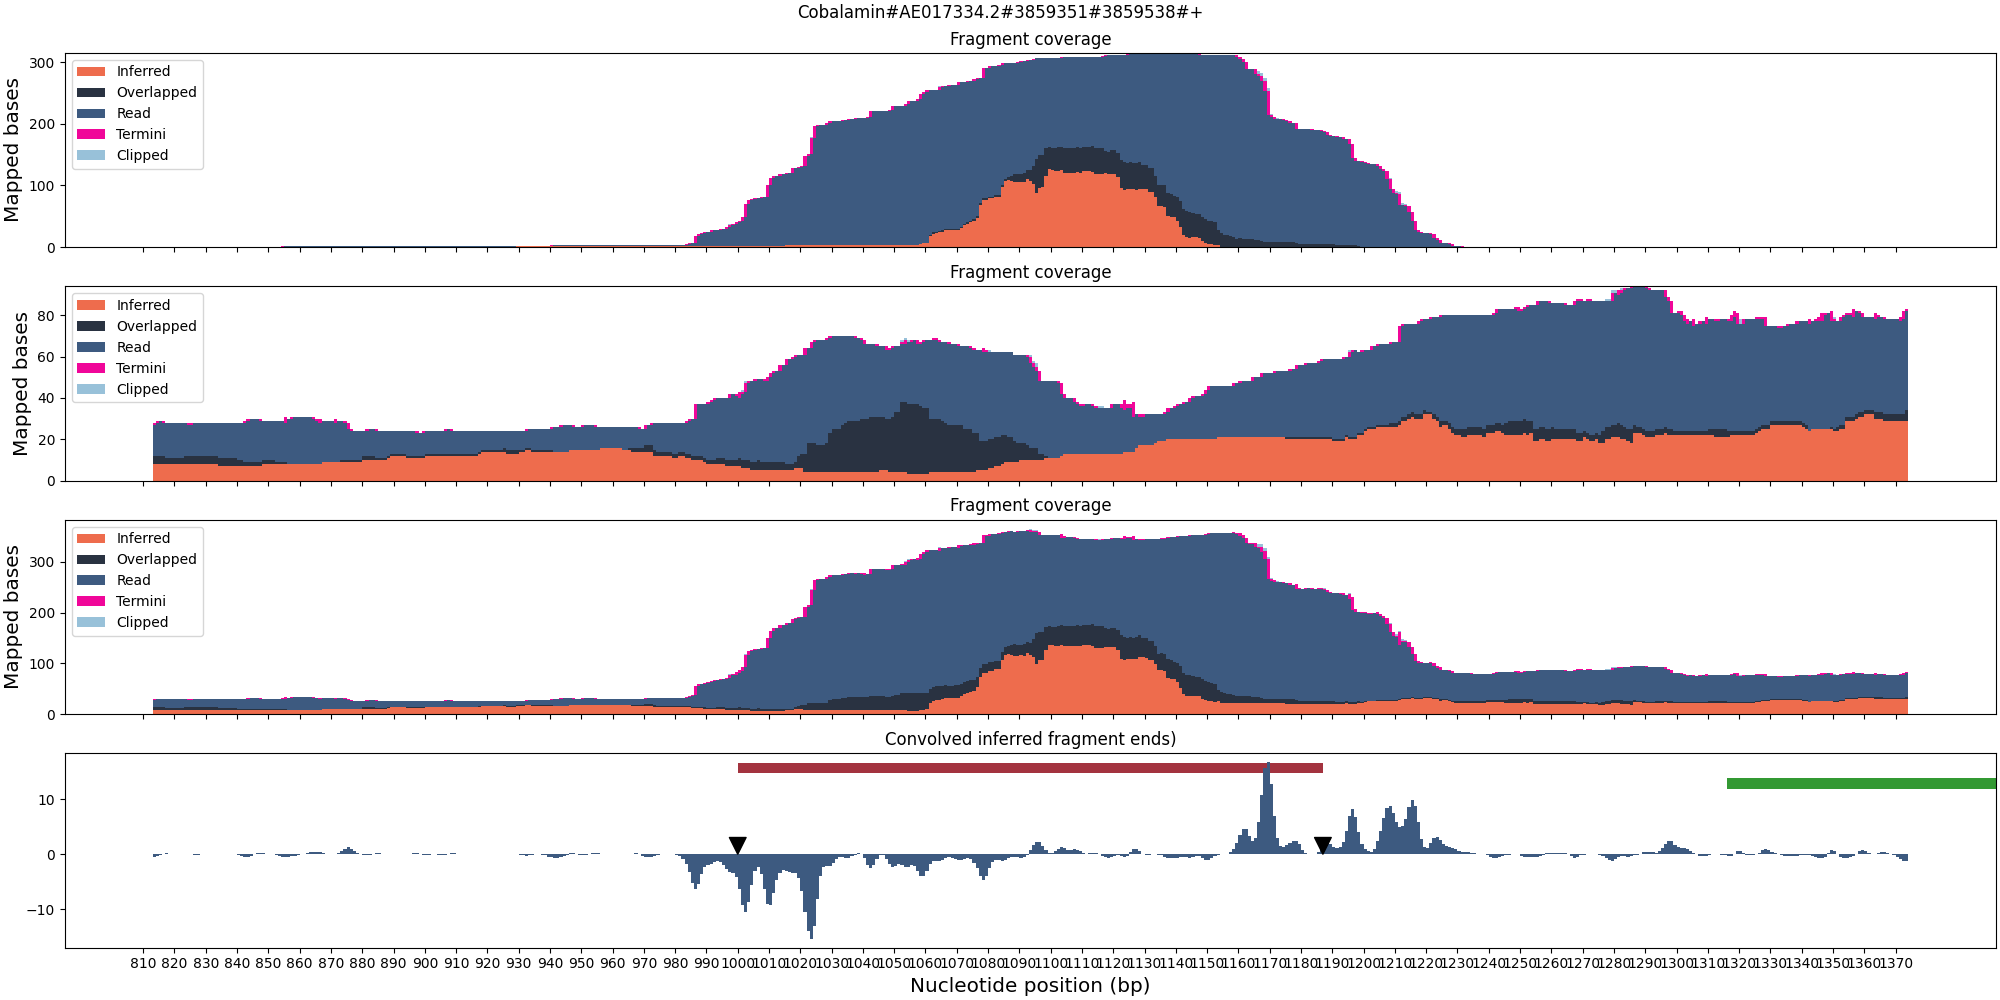 Cobalamin#AE017334.2#3859351#3859538#+
Fragment coverage
Mapped bases
300
200
100
0
Inferred
Overlapped
Read
Termini
Clipped
Fragment coverage
Mapped bases
80
60
40
20
0
Inferred
Overlapped
Read
Termini
Clipped
Fragment coverage
Mapped bases
300
200
100
0
Inferred
Overlapped
Read
Termini
Clipped
Convolved inferred fragment ends)
10
0
−10
810 820 830 840 850 860 870 880 890 900 910 920 930 940 950 960 970 980 990 1000 1010 1020 1030 1040 1050 1060 1070 1080 1090 1100 1110 1120 1130 1140 1150 1160 1170 1180 1190 1200 1210 1220 1230 1240 1250 1260 1270 1280 1290 1300 1310 1320 1330 1340 1350 1360 1370
Nucleotide position (bp)